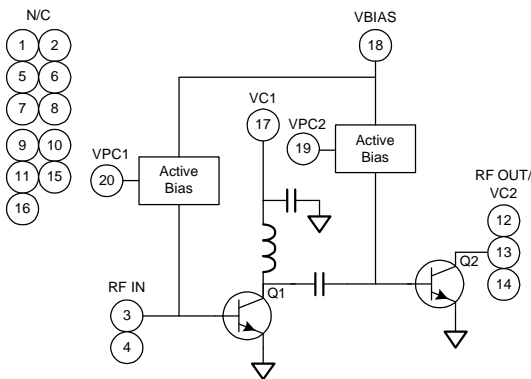 N/C
1 2
5 6
7 8
9 10
11 15
16
VBIAS
18
VC1
17
VPC2
19
Active
Bias
VPC1
20
Active
Bias
RF OUT/
VC2
12
13
14
Q2
Q1
RF IN
3
4